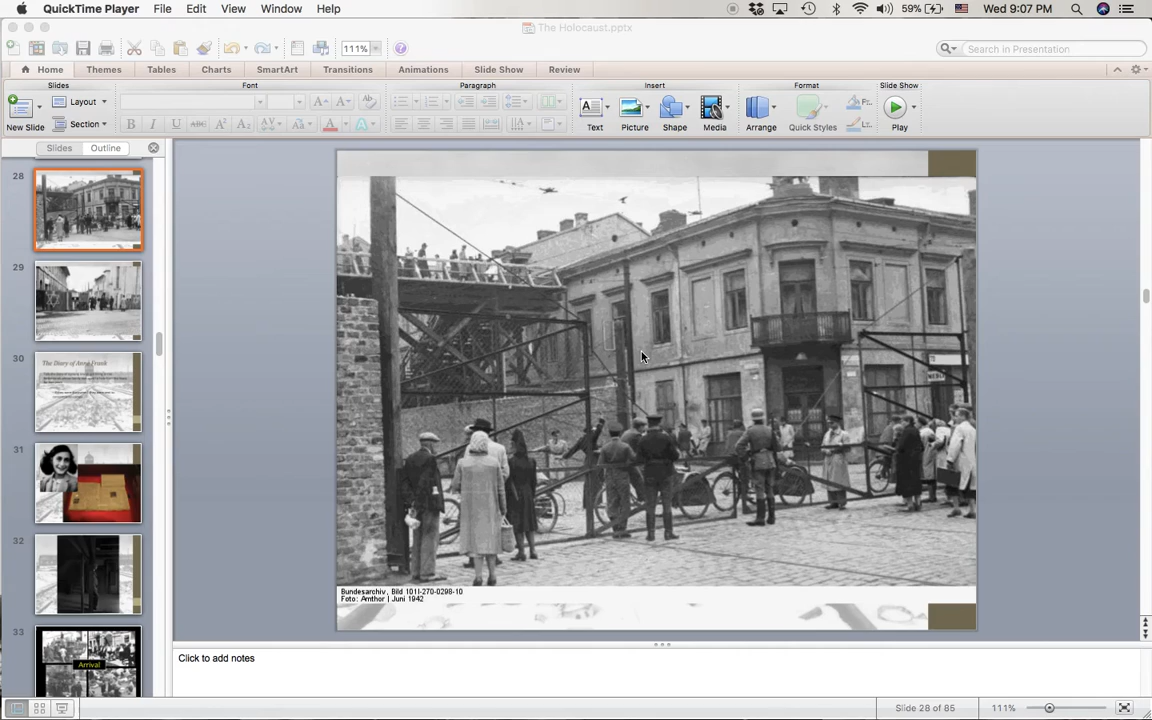 QuickTime Player File Edit View Window Help 59% Wed 9:07 PM
The Holocaust.pptx
111% Search in Presentation
Home Themes Tables Charts SmartArt Transitions Animations Slide Show Review
Slides Font Paragraph Insert Format Slide Show
Layout
Section
New Slide
B I U ABC A A
Text Picture Shape Media Arrange Quick Styles Play
Slides Outline
28
29
30
The Diary of Anne Frank
31
32
33
Arrival
Bundesarchiv, Bild 101I-270-0298-10
Foto: Amthor | Juni 1942
Click to add notes
Slide 28 of 85 111%